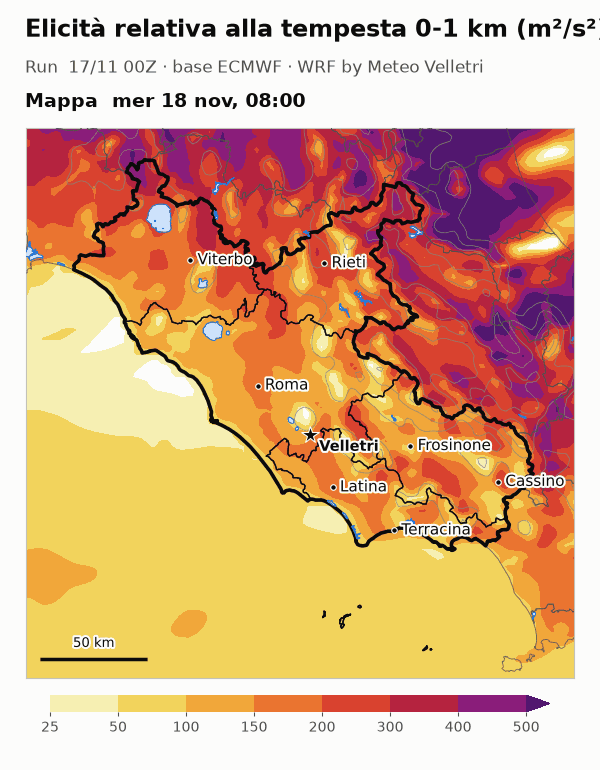 Elicità relativa alla tempesta 0-1 km (m²/s²)
Run 17/11 00Z · base ECMWF · WRF by Meteo Velletri
Mappa mer 18 nov, 08:00
Viterbo
Rieti
Roma
Velletri
Frosinone
Latina
Cassino
Terracina
50 km
25 50 100 150 200 300 400 500